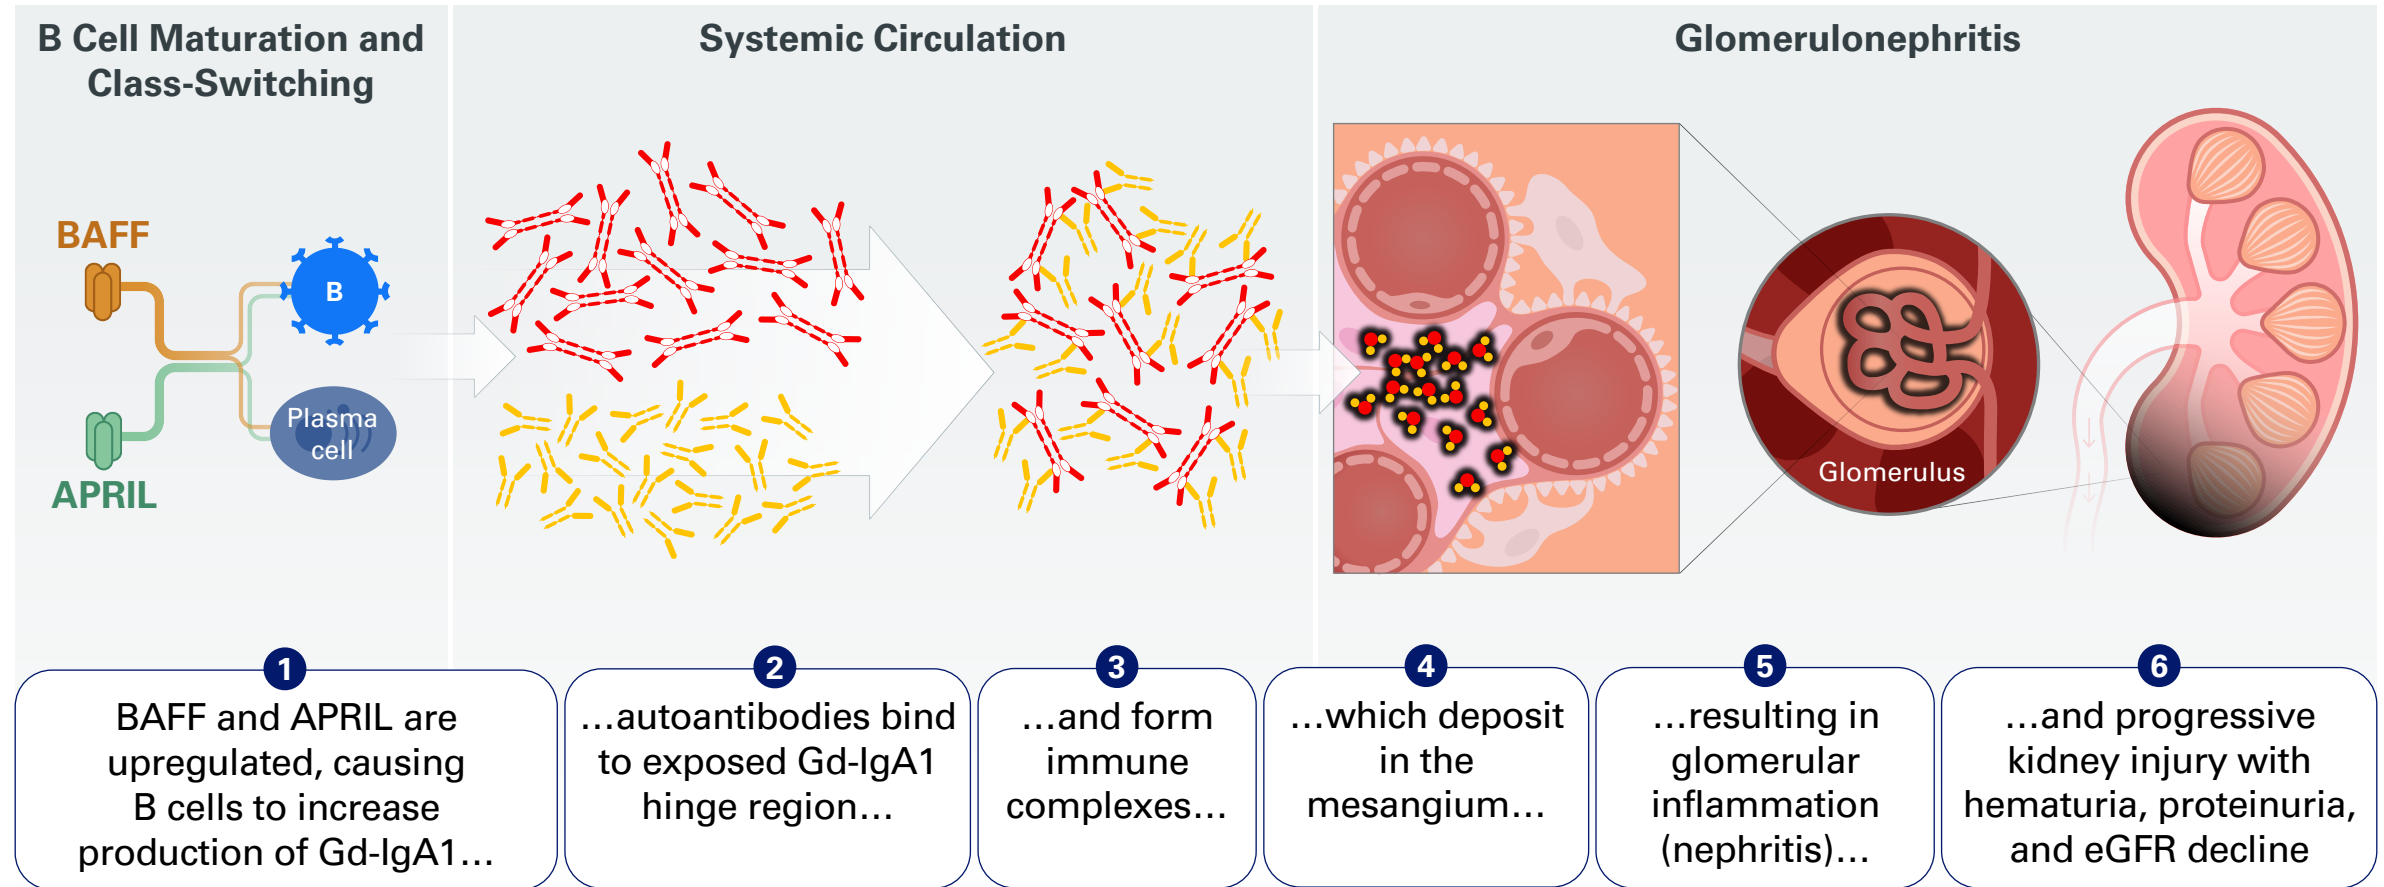 B Cell Maturation and
Class-Switching
Systemic Circulation
Glomerulonephritis
BAFF
B
APRIL
Plasma
cell
Glomerulus
1
BAFF and APRIL are
upregulated, causing
B cells to increase
production of Gd-IgA1...
2
...autoantibodies bind
to exposed Gd-IgA1
hinge region...
3
...and form
immune
complexes...
4
...which deposit
in the
mesangium...
5
...resulting in
glomerular
inflammation
(nephritis)...
6
...and progressive
kidney injury with
hematuria, proteinuria,
and eGFR decline